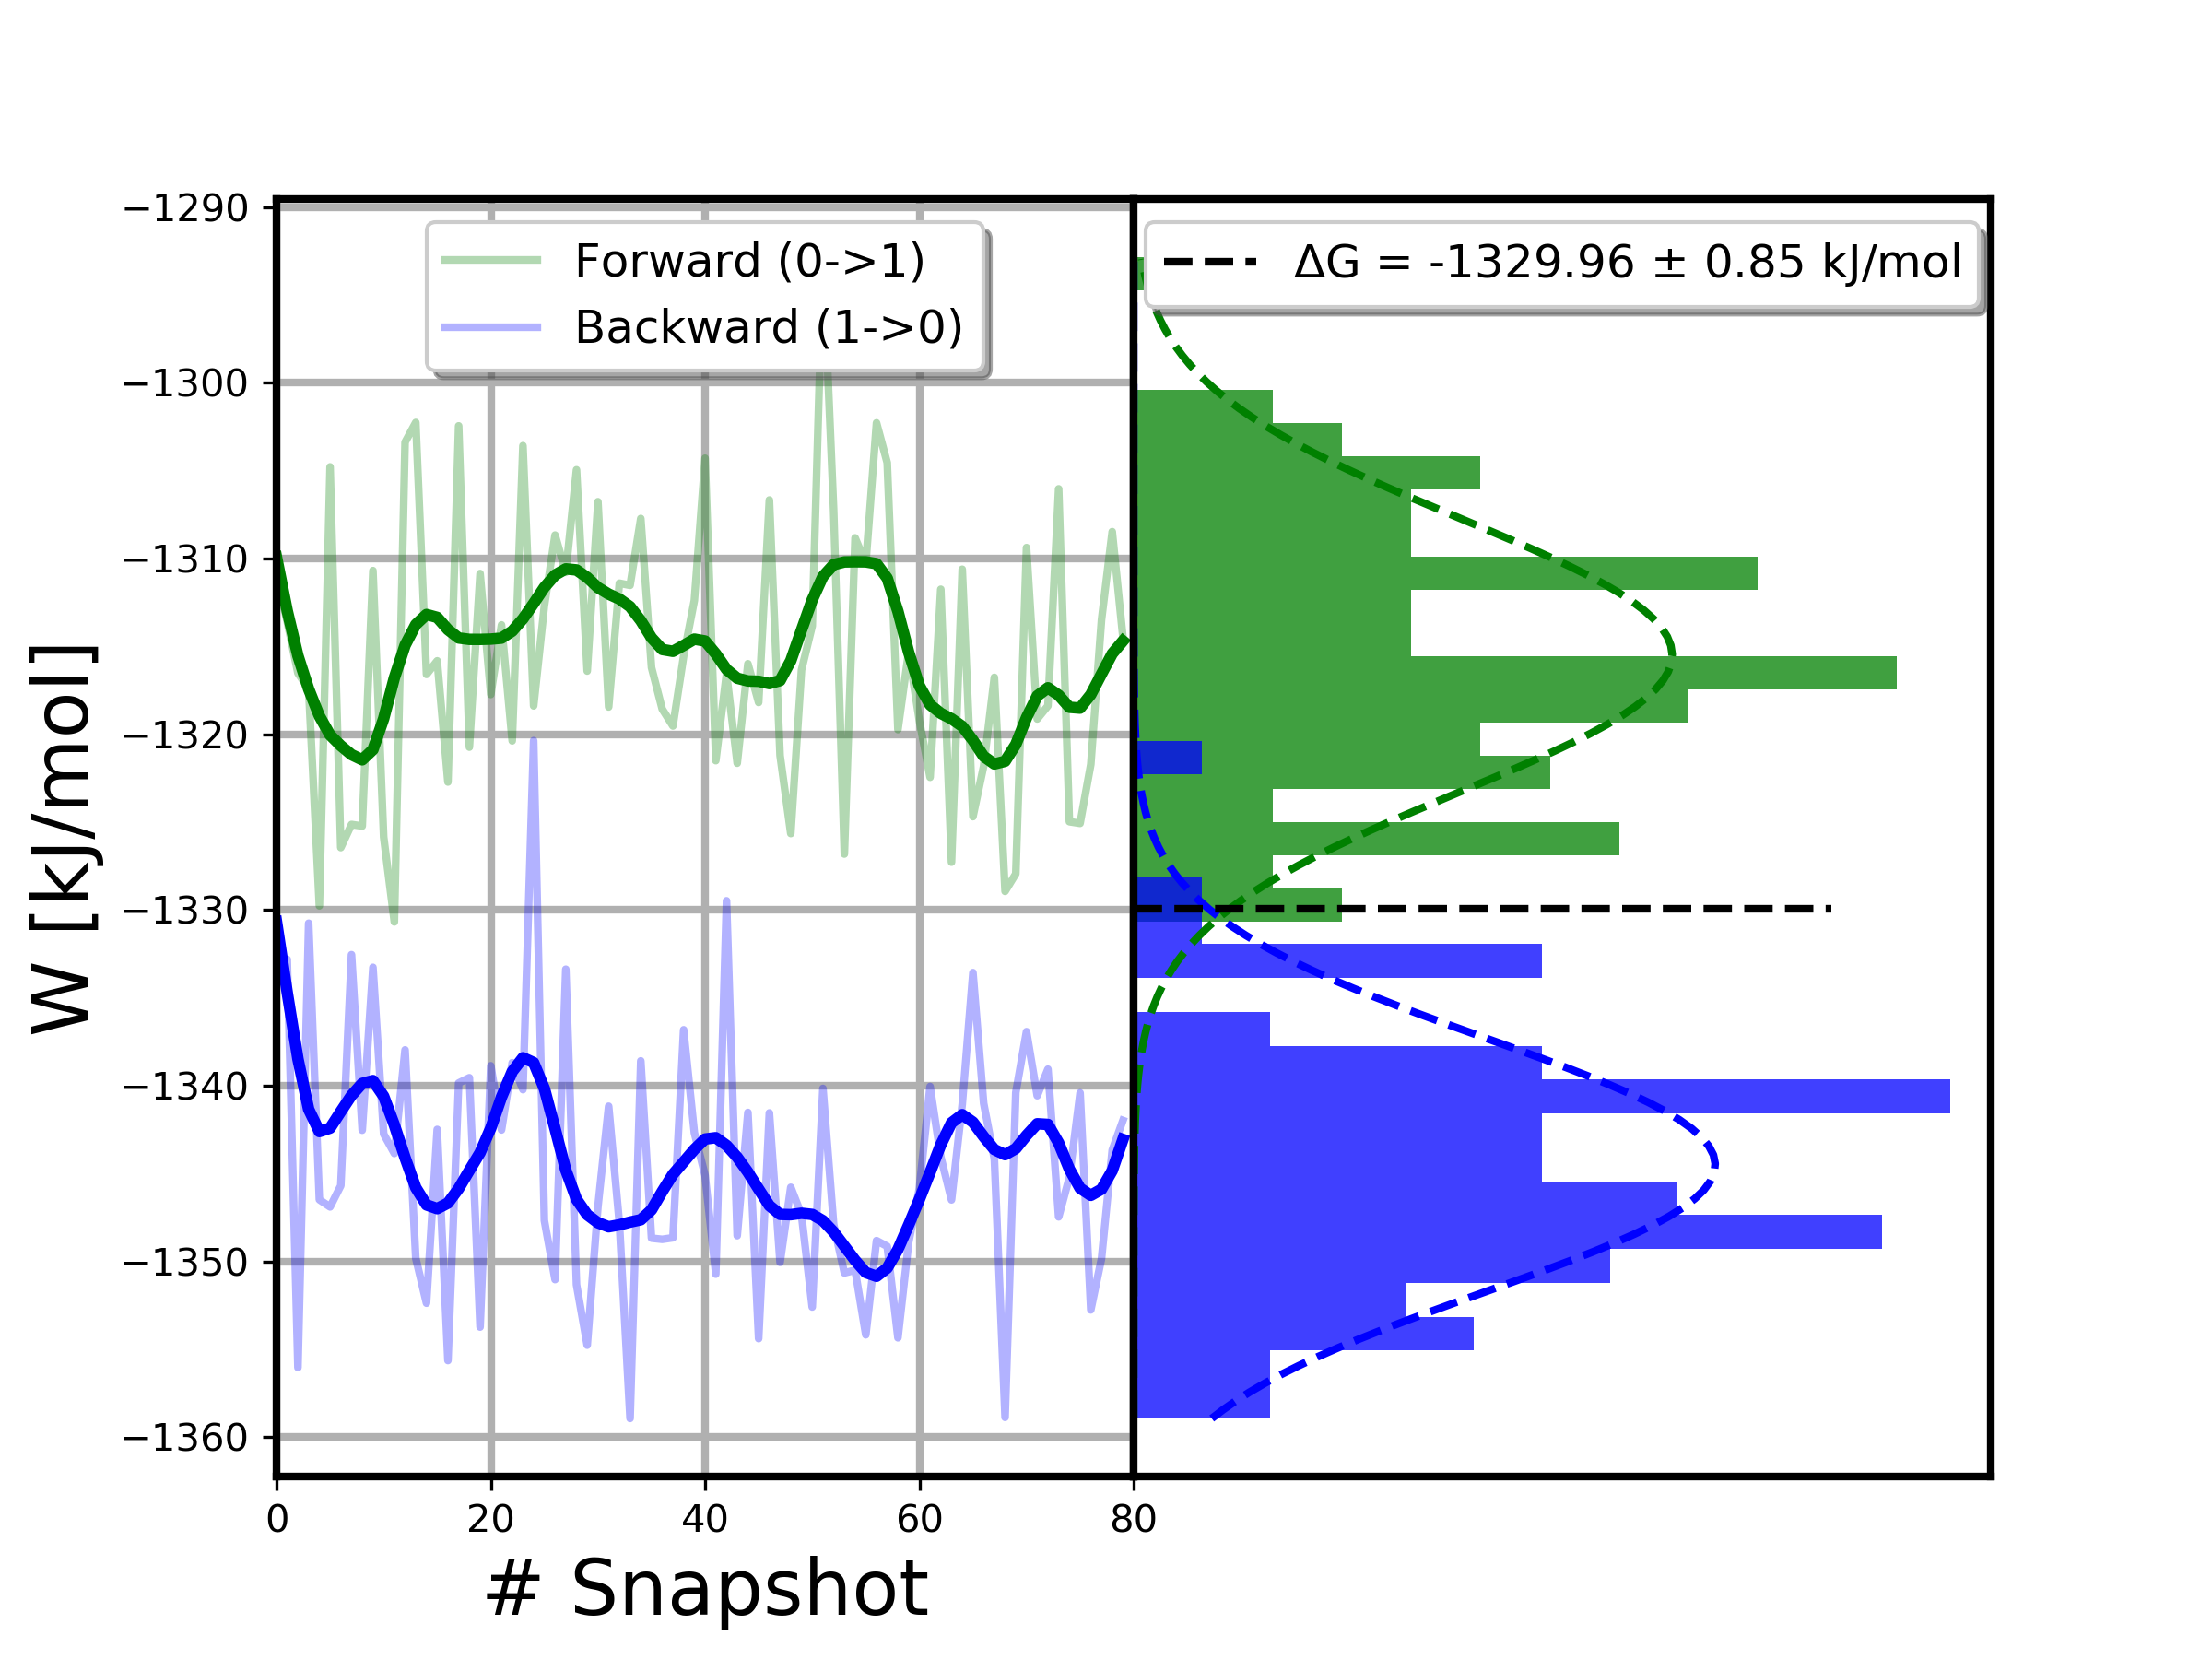 Forward (0->1)
Backward (1->0)
ΔG = -1329.96 ± 0.85 kJ/mol
W [kJ/mol]
−1290
−1300
−1310
−1320
−1330
−1340
−1350
−1360
0 20 40 60 80
# Snapshot